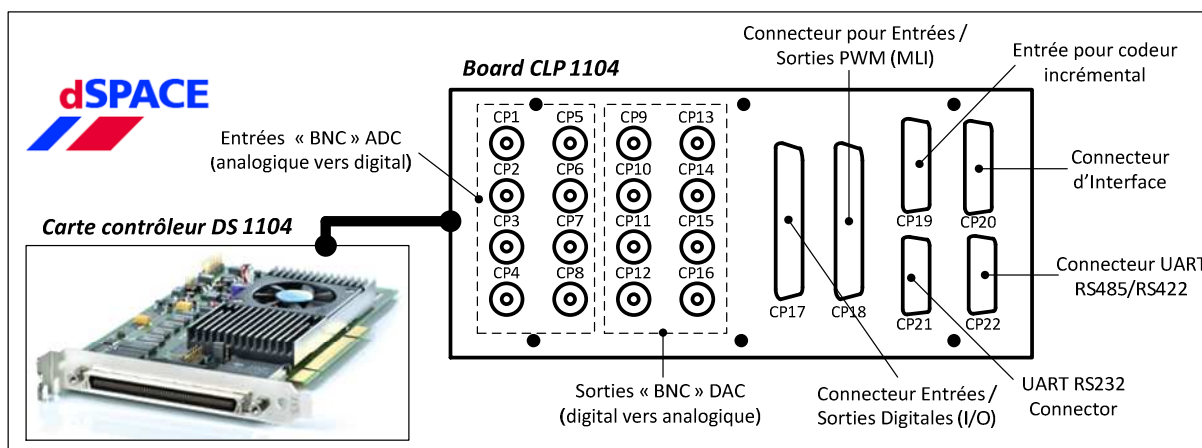 dSPACE
Carte contrôleur DS 1104
Board CLP 1104
Entrées « BNC » ADC
(analogique vers digital)
CP1
CP5
CP9
CP13
CP2
CP6
CP10
CP14
CP3
CP7
CP11
CP15
CP4
CP8
CP12
CP16
CP17
CP18
CP19
CP20
CP21
CP22
Connecteur pour Entrées /
Sorties PWM (MLI)
Entrée pour codeur
incrémental
Connecteur
d'Interface
Connecteur UART
RS485/RS422
UART RS232
Connector
Connecteur Entrées /
Sorties Digitales (I/O)
Sorties « BNC » DAC
(digital vers analogique)